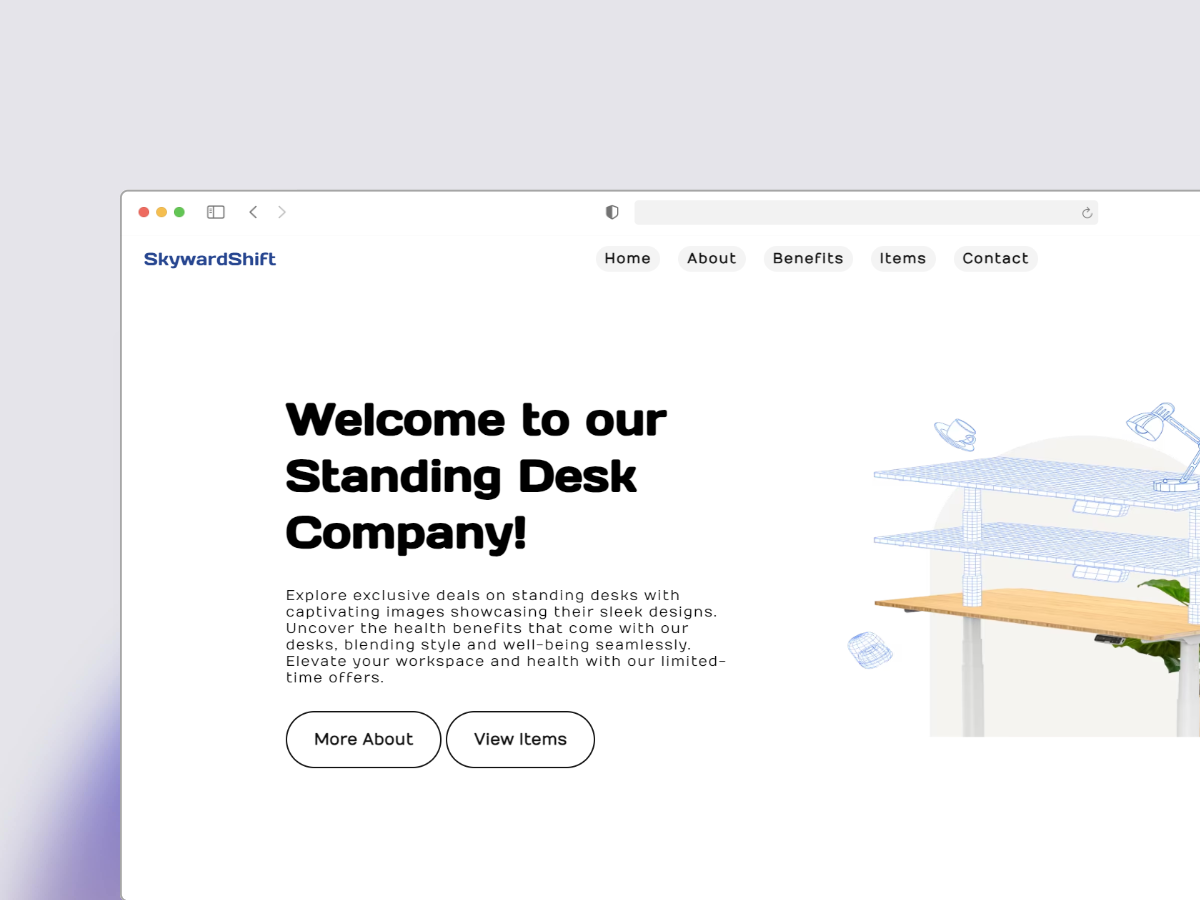 SkywardShift
Home
About
Benefits
Items
Contact
Welcome to our
Standing Desk
Company!
Explore exclusive deals on standing desks with
captivating images showcasing their sleek designs.
Uncover the health benefits that come with our
desks, blending style and well-being seamlessly.
Elevate your workspace and health with our limited-
time offers.
More About
View Items